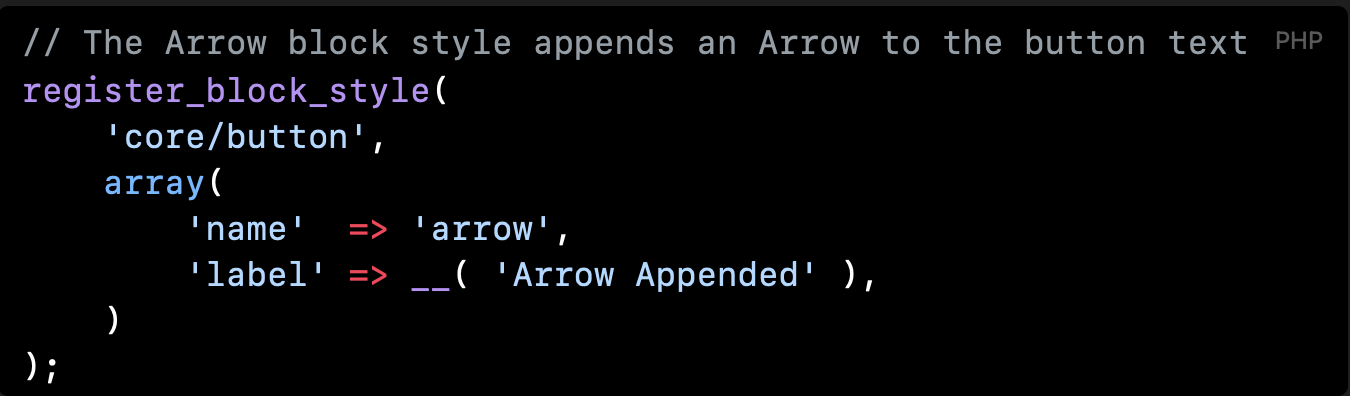 // The Arrow block style appends an Arrow to the button text PHP
register_block_style(
    'core/button',
    array(
        'name'  => 'arrow',
        'label' => __( 'Arrow Appended' ),
    )
);